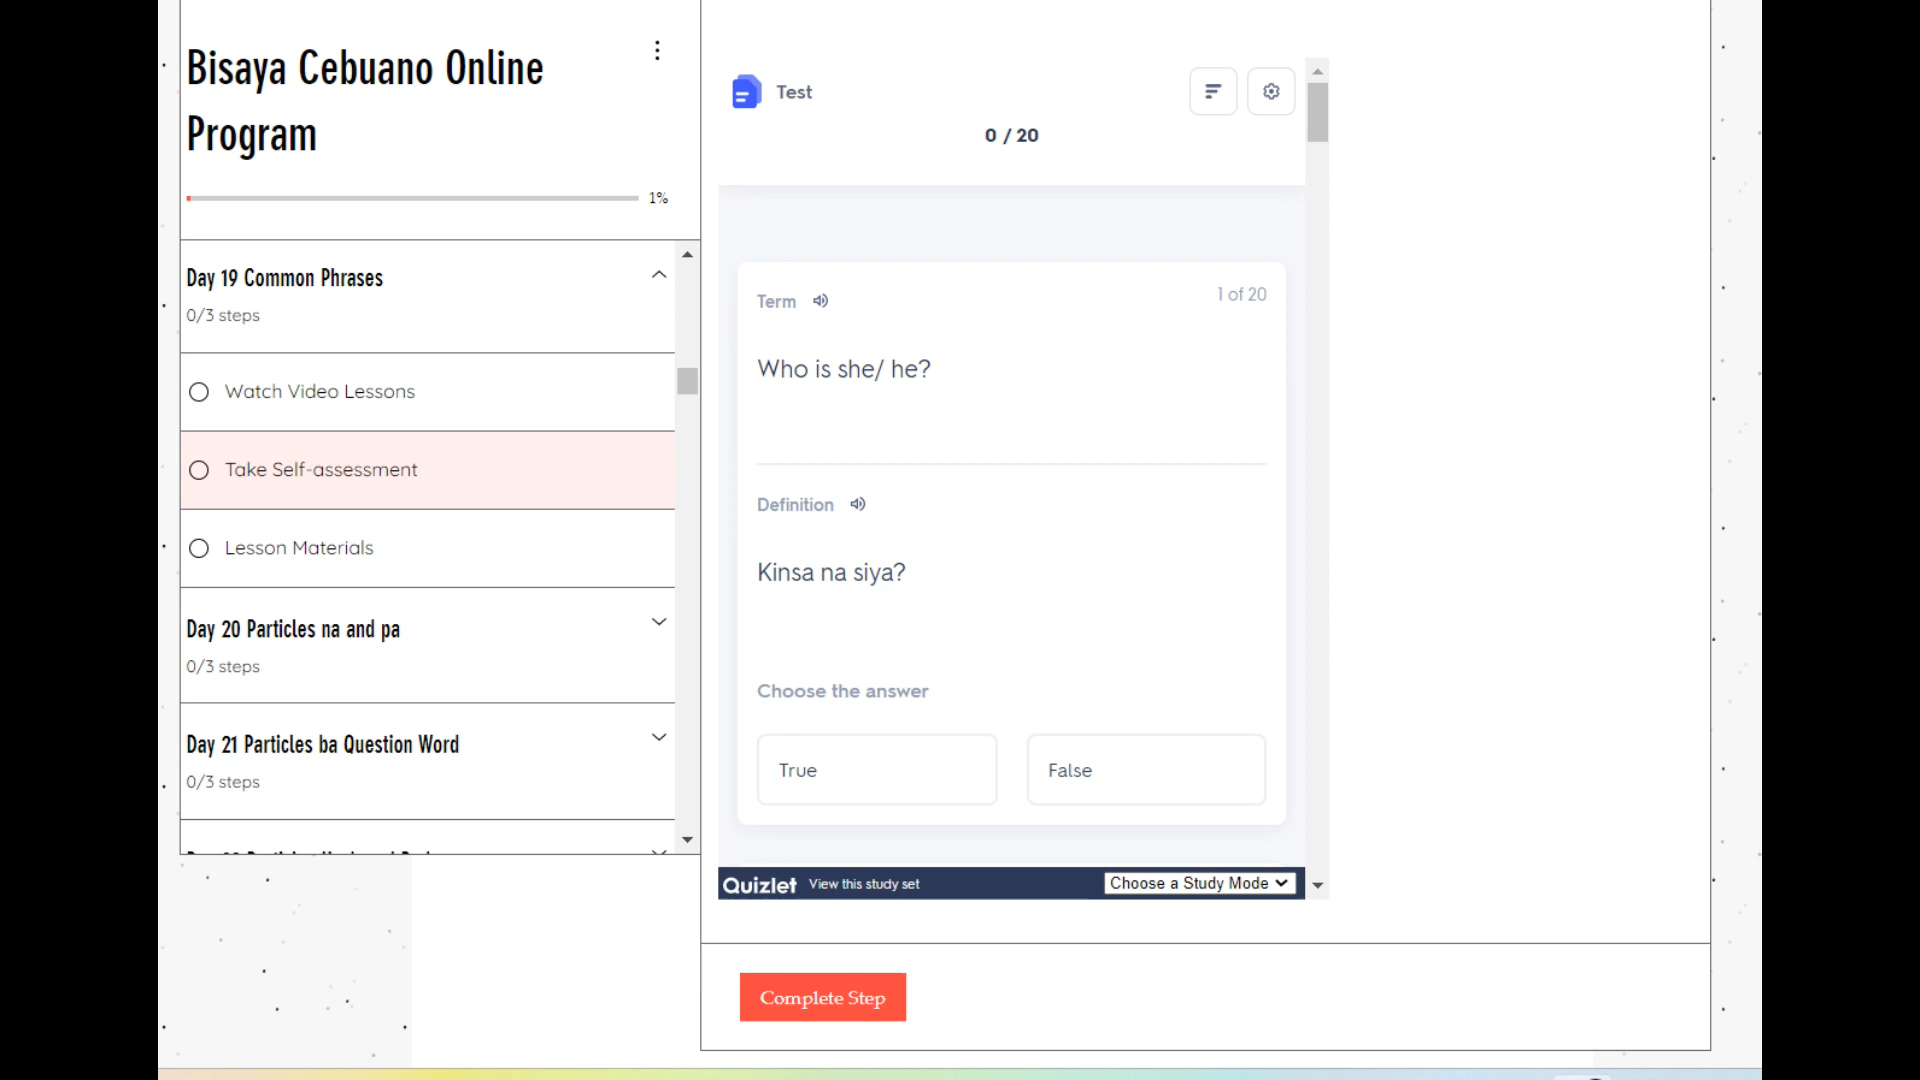 Bisaya Cebuano Online
Program
1%
Day 19 Common Phrases
0/3 steps
Watch Video Lessons
Take Self-assessment
Lesson Materials
Day 20 Particles na and pa
0/3 steps
Day 21 Particles ba Question Word
0/3 steps
Test
0 / 20
Term
1 of 20
Who is she/ he?
Definition
Kinsa na siya?
Choose the answer
True
False
Quizlet View this study set Choose a Study Mode
Complete Step